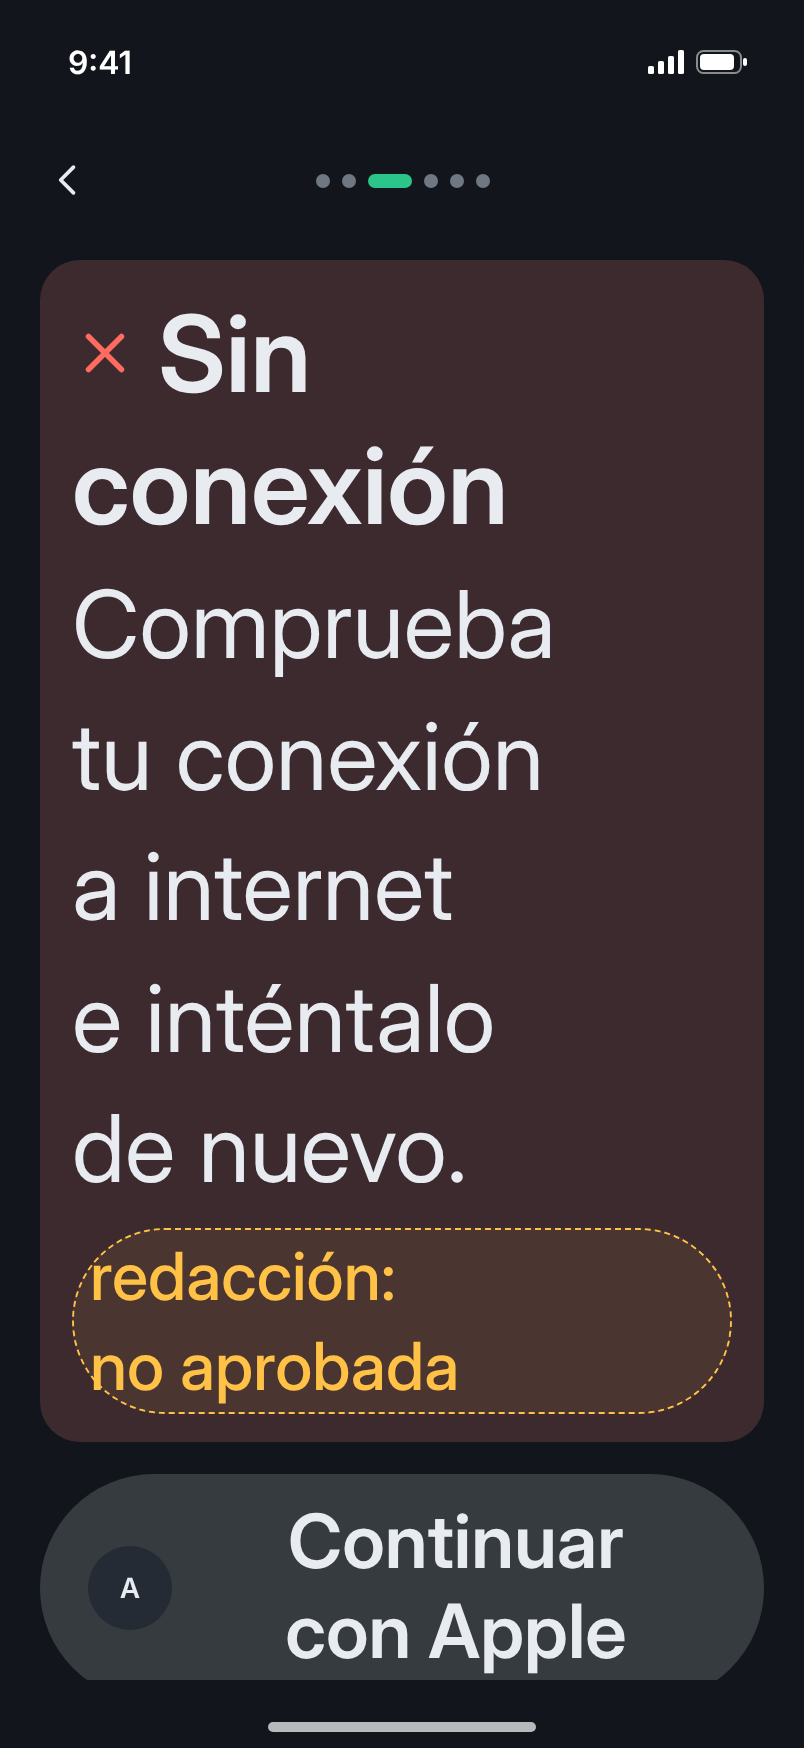 9:41
Sin
conexión
Comprueba
tu conexión
a internet
e inténtalo
de nuevo.
redacción:
no aprobada
A
Continuar
con Apple